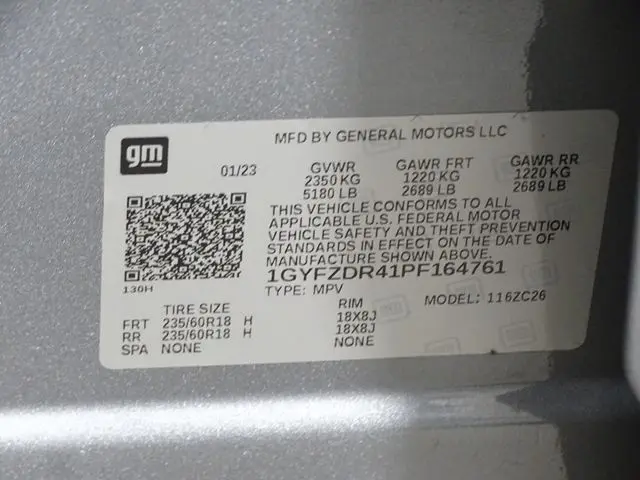 gm
MFD BY GENERAL MOTORS LLC
01/23 GVWR GAWR FRT GAWR RR
2350 KG 1220 KG 1220 KG
5180 LB 2689 LB 2689 LB
THIS VEHICLE CONFORMS TO ALL
APPLICABLE U.S. FEDERAL MOTOR
VEHICLE SAFETY AND THEFT PREVENTION
STANDARDS IN EFFECT ON THE DATE OF
MANUFACTURE SHOWN ABOVE.
1GYFZDR41PF164761
130H
TYPE: MPV MODEL: 116ZC26
TIRE SIZE RIM
FRT 235/60R18 H 18X8J
RR 235/60R18 H 18X8J
SPA NONE NONE